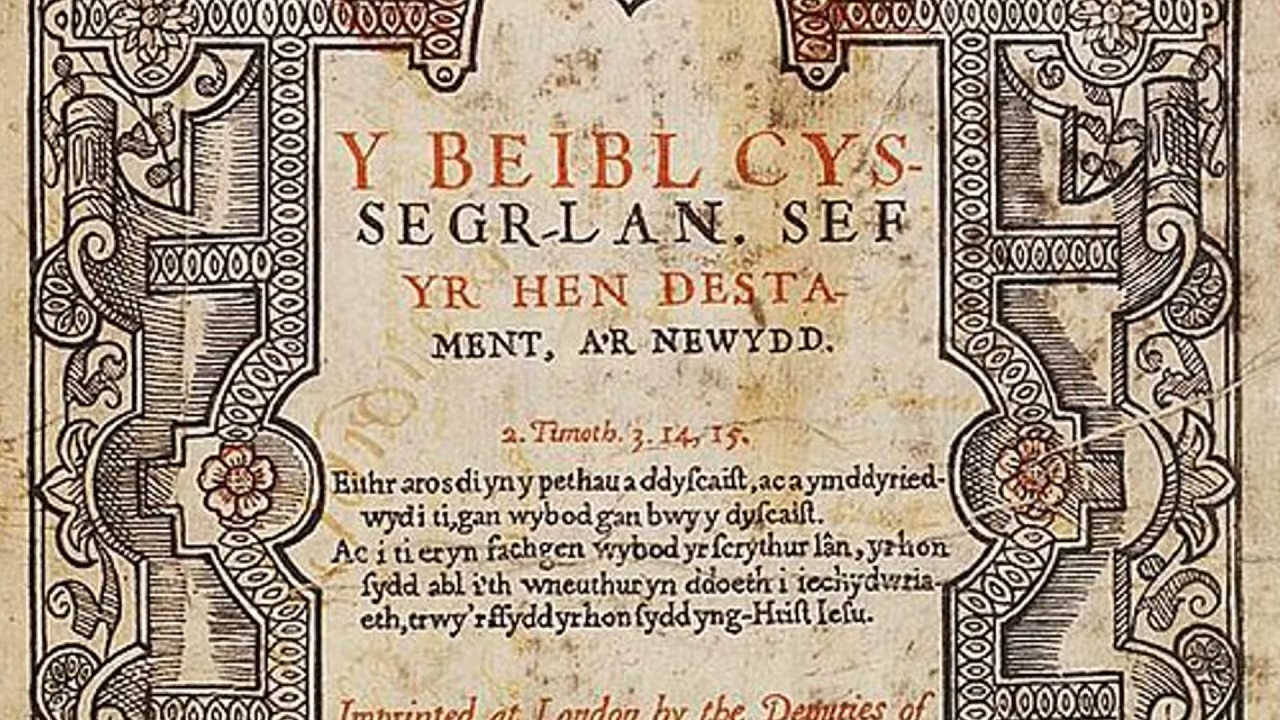 Y BEIBL CYS-
SEGR-LAN. SEF
YR HEN DESTA-
MENT, A'R NEWYDD.
2. Timoth. 3. 14, 15.
Eithr aros di yn y pethau a ddyſcaiſt, ac a ymddyried-
wyd i ti, gan wybod gan bwy y dyſcaiſt.
Ac i ti er yn fachgen wybod yr ſcrythur lân, yr hon
ſydd abl i'th wneuthur yn ddoeth i iechydwria-
eth, trwy'r ffydd yr hon ſydd yng-Hriſt Ieſu.
Imprinted at London by the Deputies of